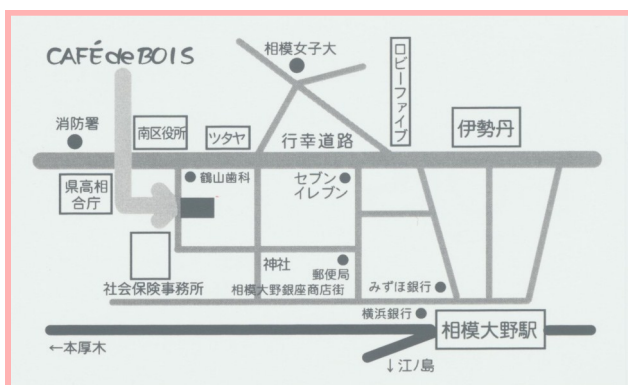 CAFÉ de BOIS
相模女子大
ロビーファイブ
消防署
南区役所
ツタヤ
行幸道路
伊勢丹
県高相
合庁
鶴山歯科
セブン
イレブン
神社
郵便局
社会保険事務所
相模大野銀座商店街
みずほ銀行
横浜銀行
相模大野駅
←本厚木
↓江ノ島